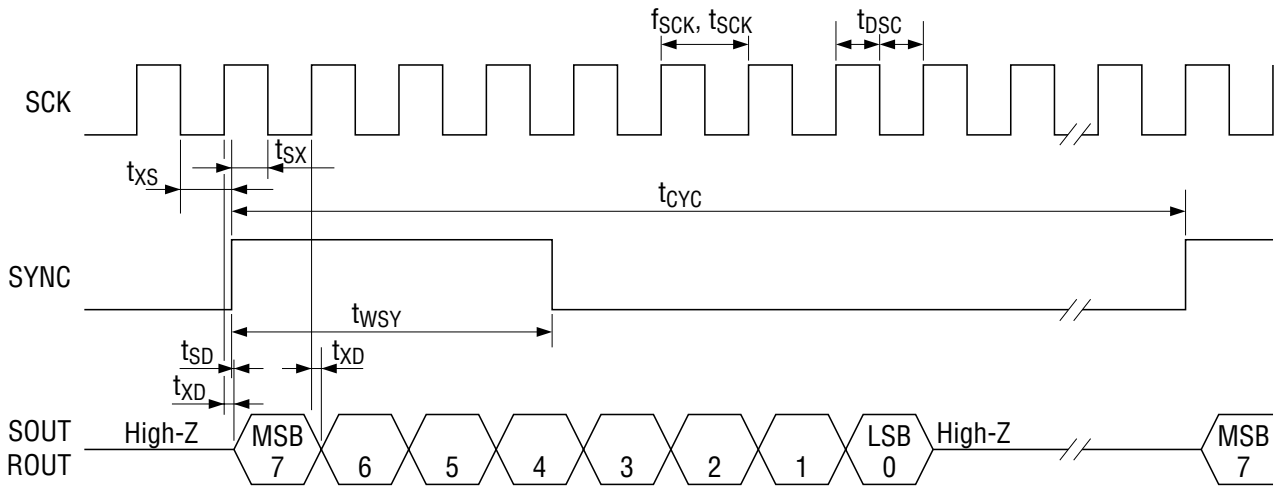 fSCK, tSCK
tDSC
SCK
tSX
tXS
tCYC
SYNC
tWSY
tSD
tXD
tXD
SOUT
ROUT
High-Z
MSB
7
6
5
4
3
2
1
LSB
0
High-Z
MSB
7